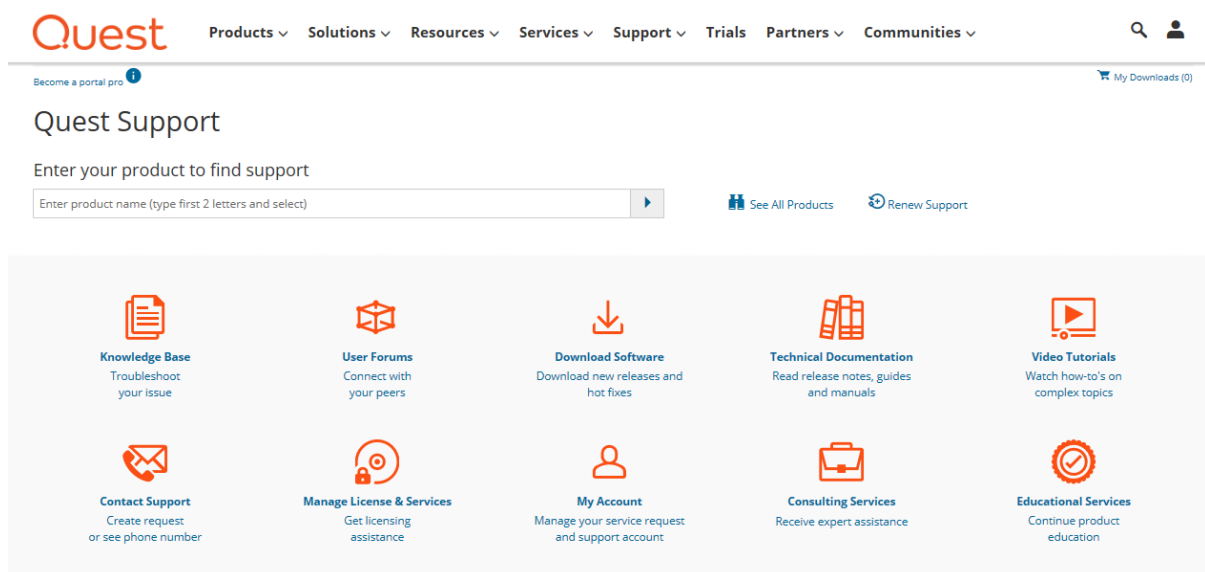 Quest
Products Solutions Resources Services Support Trials Partners Communities
Become a portal pro i
My Downloads (0)
Quest Support
Enter your product to find support
Enter product name (type first 2 letters and select)
See All Products
Renew Support
Knowledge Base
Troubleshoot
your issue
User Forums
Connect with
your peers
Download Software
Download new releases and
hot fixes
Technical Documentation
Read release notes, guides
and manuals
Video Tutorials
Watch how-to's on
complex topics
Contact Support
Create request
or see phone number
Manage License & Services
Get licensing
assistance
My Account
Manage your service request
and support account
Consulting Services
Receive expert assistance
Educational Services
Continue product
education